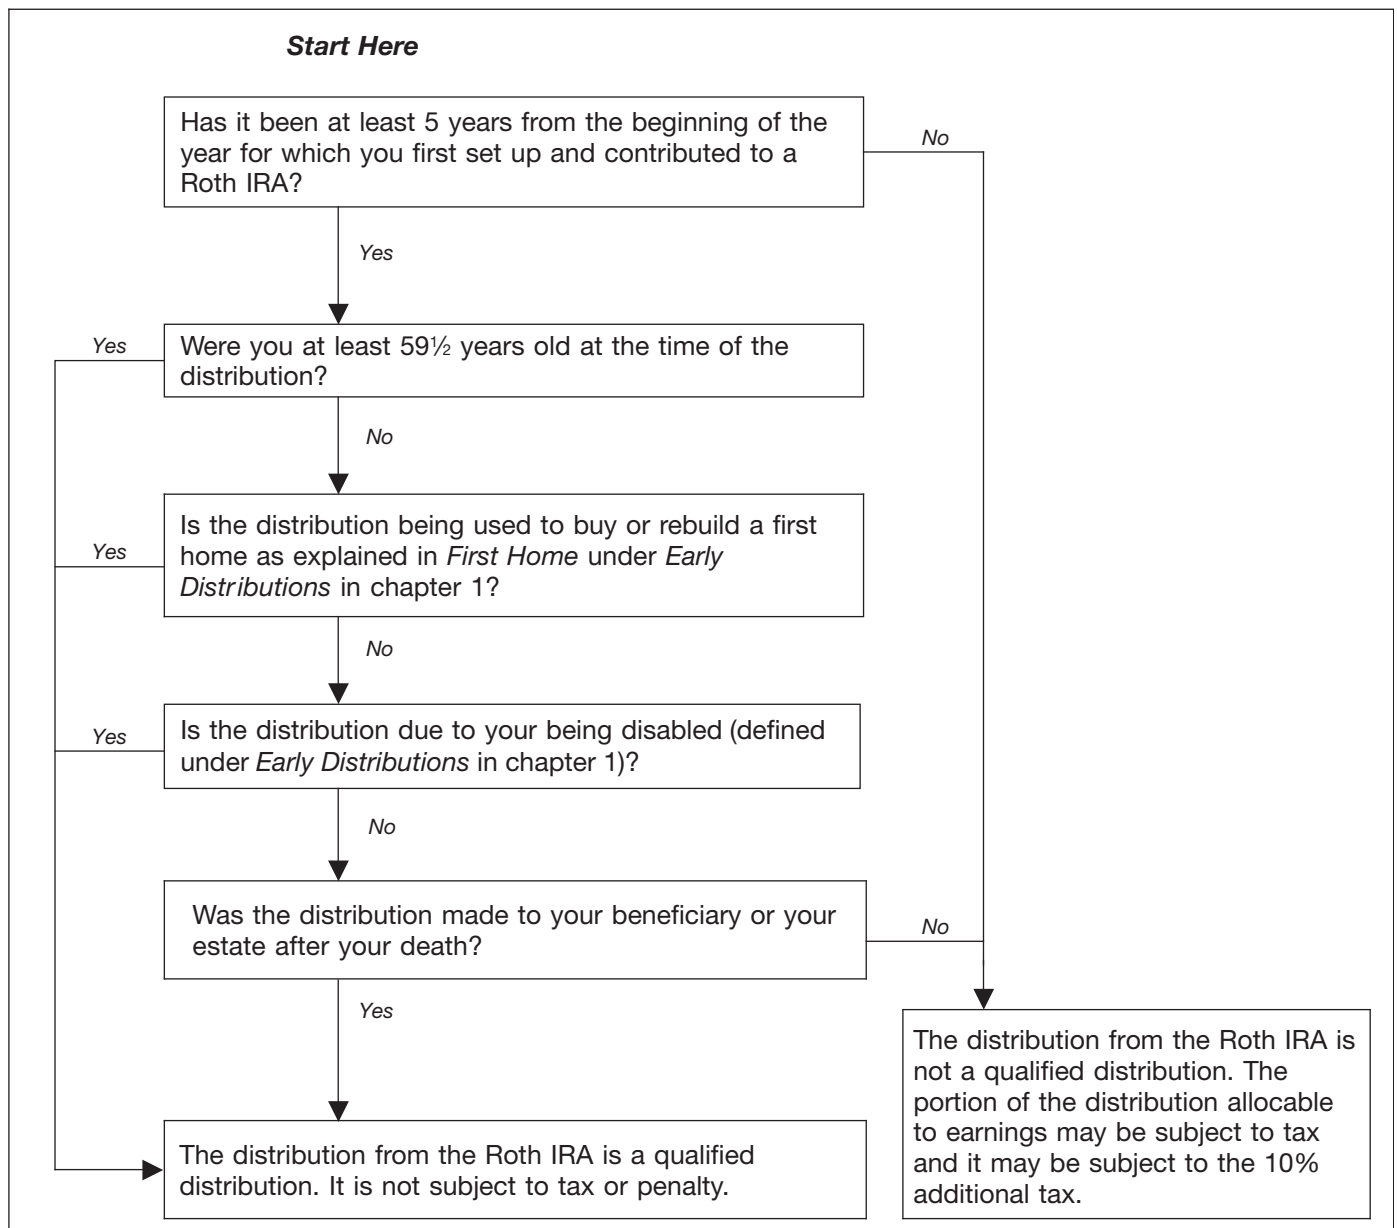 Start Here
Has it been at least 5 years from the beginning of the
year for which you first set up and contributed to a
Roth IRA?
No
Yes
Yes
Were you at least 59½ years old at the time of the
distribution?
No
Yes
Is the distribution being used to buy or rebuild a first
home as explained in First Home under Early
Distributions in chapter 1?
No
Yes
Is the distribution due to your being disabled (defined
under Early Distributions in chapter 1)?
No
Was the distribution made to your beneficiary or your
estate after your death?
No
Yes
The distribution from the Roth IRA is a qualified
distribution. It is not subject to tax or penalty.
The distribution from the Roth IRA is
not a qualified distribution. The
portion of the distribution allocable
to earnings may be subject to tax
and it may be subject to the 10%
additional tax.